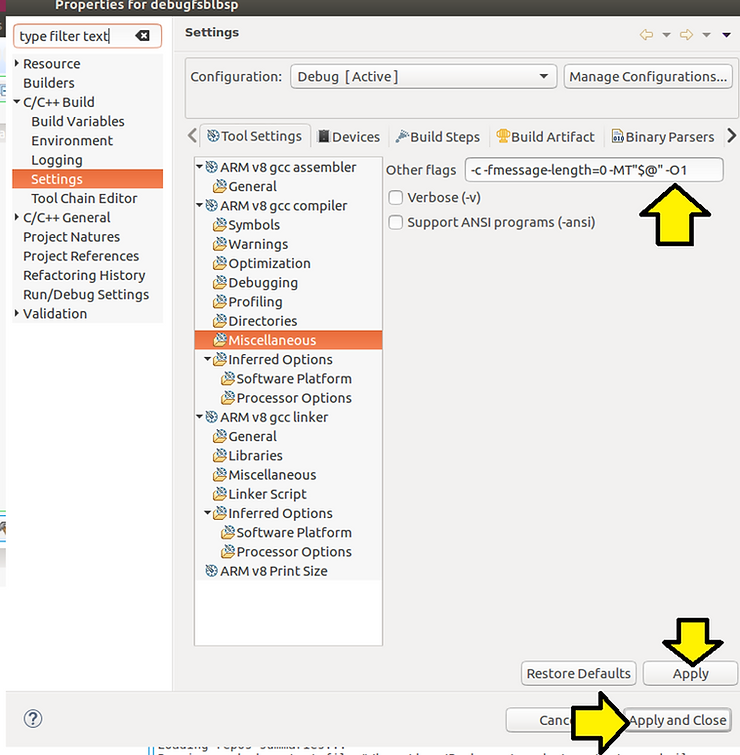 Properties for debugfsblbsp
type filter text
Settings
Resource
Builders
C/C++ Build
Build Variables
Environment
Logging
Settings
Tool Chain Editor
C/C++ General
Project Natures
Project References
Refactoring History
Run/Debug Settings
Validation
Configuration:
Debug [Active]
Manage Configurations...
Tool Settings
Devices
Build Steps
Build Artifact
Binary Parsers
ARM v8 gcc assembler
General
ARM v8 gcc compiler
Symbols
Warnings
Optimization
Debugging
Profiling
Directories
Miscellaneous
Inferred Options
Software Platform
Processor Options
ARM v8 gcc linker
General
Libraries
Miscellaneous
Linker Script
Inferred Options
Software Platform
Processor Options
ARM v8 Print Size
Other flags
-c -fmessage-length=0 -MT"$@" -O1
Verbose (-v)
Support ANSI programs (-ansi)
Restore Defaults
Apply
?
Apply and Close